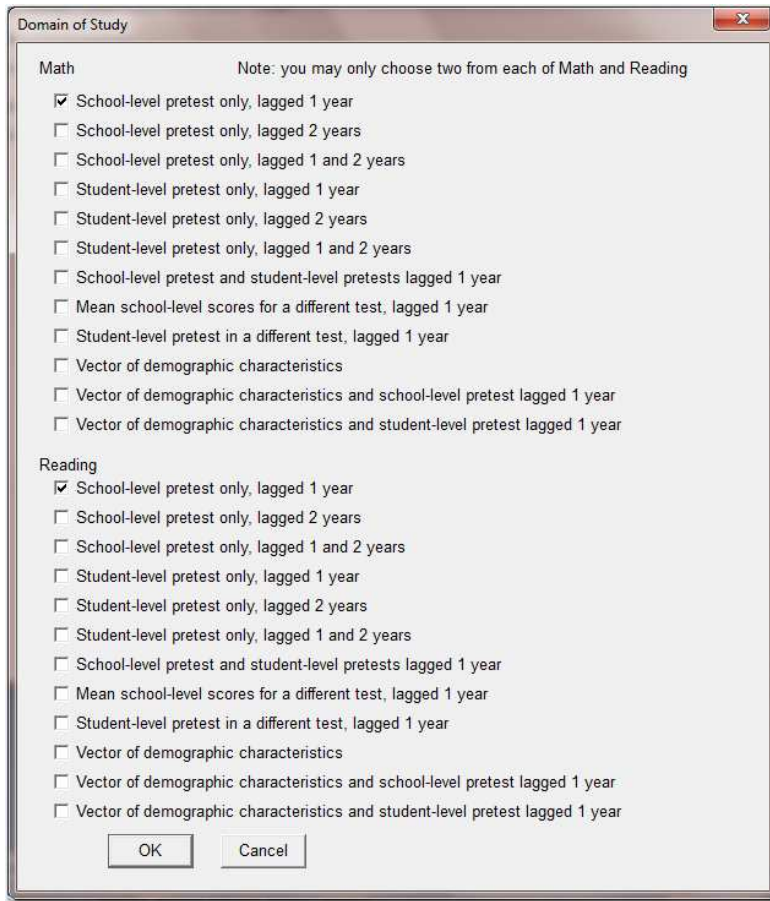 Domain of Study
Math Note: you may only choose two from each of Math and Reading
School-level pretest only, lagged 1 year
School-level pretest only, lagged 2 years
School-level pretest only, lagged 1 and 2 years
Student-level pretest only, lagged 1 year
Student-level pretest only, lagged 2 years
Student-level pretest only, lagged 1 and 2 years
School-level pretest and student-level pretests lagged 1 year
Mean school-level scores for a different test, lagged 1 year
Student-level pretest in a different test, lagged 1 year
Vector of demographic characteristics
Vector of demographic characteristics and school-level pretest lagged 1 year
Vector of demographic characteristics and student-level pretest lagged 1 year
Reading
School-level pretest only, lagged 1 year
School-level pretest only, lagged 2 years
School-level pretest only, lagged 1 and 2 years
Student-level pretest only, lagged 1 year
Student-level pretest only, lagged 2 years
Student-level pretest only, lagged 1 and 2 years
School-level pretest and student-level pretests lagged 1 year
Mean school-level scores for a different test, lagged 1 year
Student-level pretest in a different test, lagged 1 year
Vector of demographic characteristics
Vector of demographic characteristics and school-level pretest lagged 1 year
Vector of demographic characteristics and student-level pretest lagged 1 year
OK Cancel